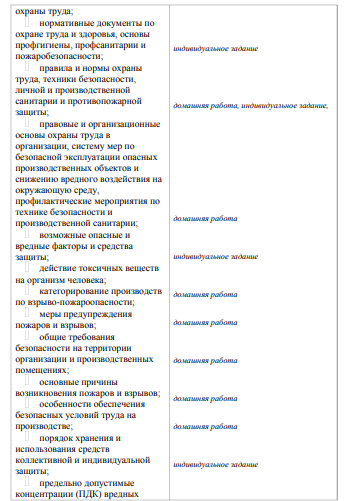 охраны труда;
нормативные документы по
охране труда и здоровья, основы
профгигиены, профсанитарии и
пожаробезопасности;
индивидуальное задание
правила и нормы охраны
труда, техники безопасности,
личной и производственной
санитарии и противопожарной
защиты;
домашняя работа, индивидуальное задание,
правовые и организационные
основы охраны труда в
организации, систему мер по
безопасной эксплуатации опасных
производственных объектов и
снижению вредного воздействия на
окружающую среду,
профилактические мероприятия по
технике безопасности и
производственной санитарии;
домашняя работа
возможные опасные и
вредные факторы и средства
защиты;
индивидуальное задание
действие токсичных веществ
на организм человека;
категорирование производств
по взрыво-пожароопасности;
домашняя работа
меры предупреждения
пожаров и взрывов;
домашняя работа
общие требования
безопасности на территории
организации и производственных
помещениях;
домашняя работа
основные причины
возникновения пожаров и взрывов;
домашняя работа
особенности обеспечения
безопасных условий труда на
производстве;
домашняя работа
порядок хранения и
использования средств
коллективной и индивидуальной
защиты;
индивидуальное задание
предельно допустимые
концентрации (ПДК) вредных